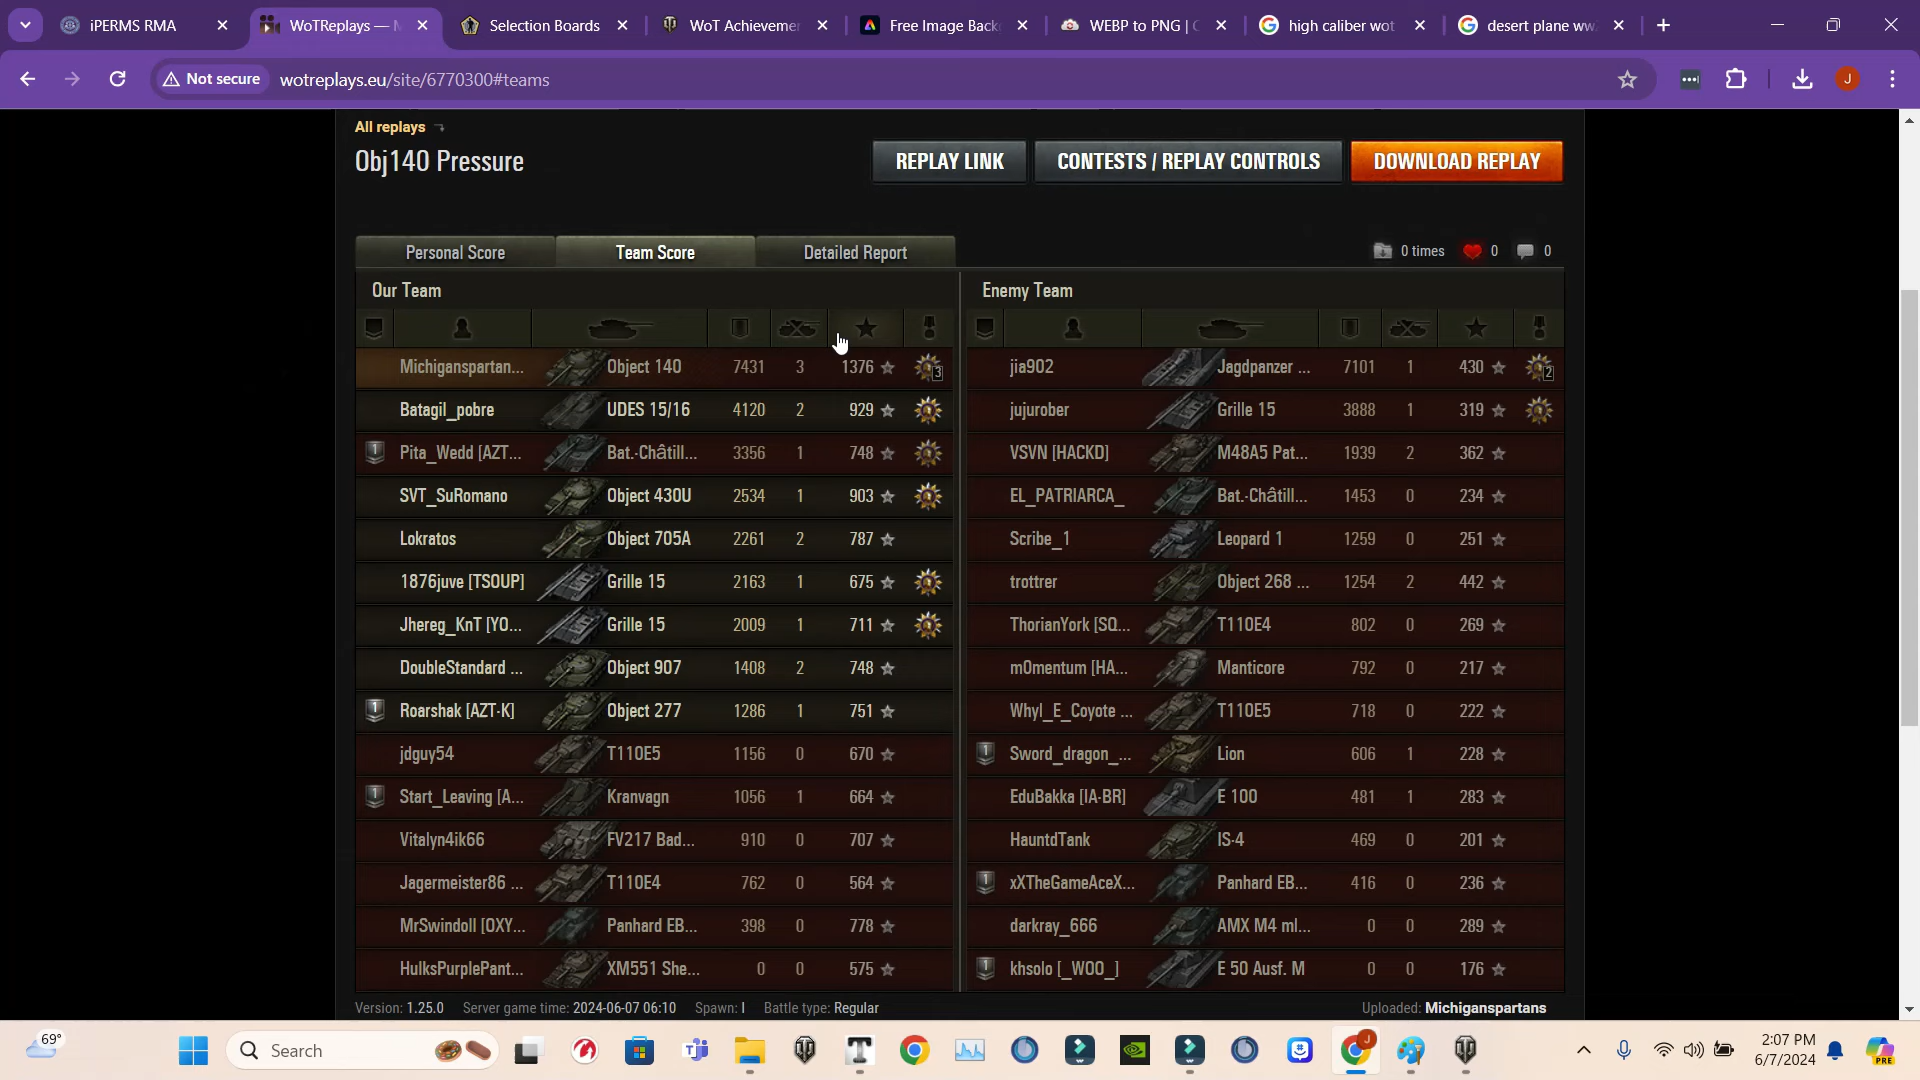 iPERMS RMA
WoTReplays — M
Selection Boards
WoT Achieveme
Free Image Back
WEBP to PNG | C
high caliber wot
desert plane ww
Not secure
wotreplays.eu/site/6770300#teams
J
All replays
Obj140 Pressure
REPLAY LINK
CONTESTS / REPLAY CONTROLS
DOWNLOAD REPLAY
Personal Score
Team Score
Detailed Report
0 times 0 0
Our Team
Enemy Team
Michiganspartan... Object 140 7431 3 1376 3
jia902 Jagdpanzer ... 7101 1 430 2
Batagil_pobre UDES 15/16 4120 2 929
jujurober Grille 15 3888 1 319
1 Pita_Wedd [AZT... Bat.-Châtill... 3356 1 748
VSVN [HACKD] M48A5 Pat... 1939 2 362
SVT_SuRomano Object 430U 2534 1 903
EL_PATRIARCA_ Bat.-Châtill... 1453 0 234
Lokratos Object 705A 2261 2 787
Scribe_1 Leopard 1 1259 0 251
1876juve [TSOUP] Grille 15 2163 1 675
trottrer Object 268 ... 1254 2 442
Jhereg_KnT [YO... Grille 15 2009 1 711
ThorianYork [SQ... T110E4 802 0 269
DoubleStandard ... Object 907 1408 2 748
m0mentum [HA... Manticore 792 0 217
1 Roarshak [AZT-K] Object 277 1286 1 751
Whyl_E_Coyote ... T110E5 718 0 222
jdguy54 T110E5 1156 0 670
1 Sword_dragon_... Lion 606 1 228
1 Start_Leaving [A... Kranvagn 1056 1 664
EduBakka [IA-BR] E 100 481 1 283
Vitalyn4ik66 FV217 Bad... 910 0 707
HauntdTank IS-4 469 0 201
Jagermeister86 ... T110E4 762 0 564
1 xXTheGameAceX... Panhard EB... 416 0 236
MrSwindoll [OXY... Panhard EB... 398 0 778
darkray_666 AMX M4 ml... 0 0 289
HulksPurplePant... XM551 She... 0 0 575
1 khsolo [_WOO_] E 50 Ausf. M 0 0 176
Version: 1.25.0 Server game time: 2024-06-07 06:10 Spawn: I Battle type: Regular
Uploaded: Michiganspartans
69°
Search
J
2:07 PM
6/7/2024
PRE